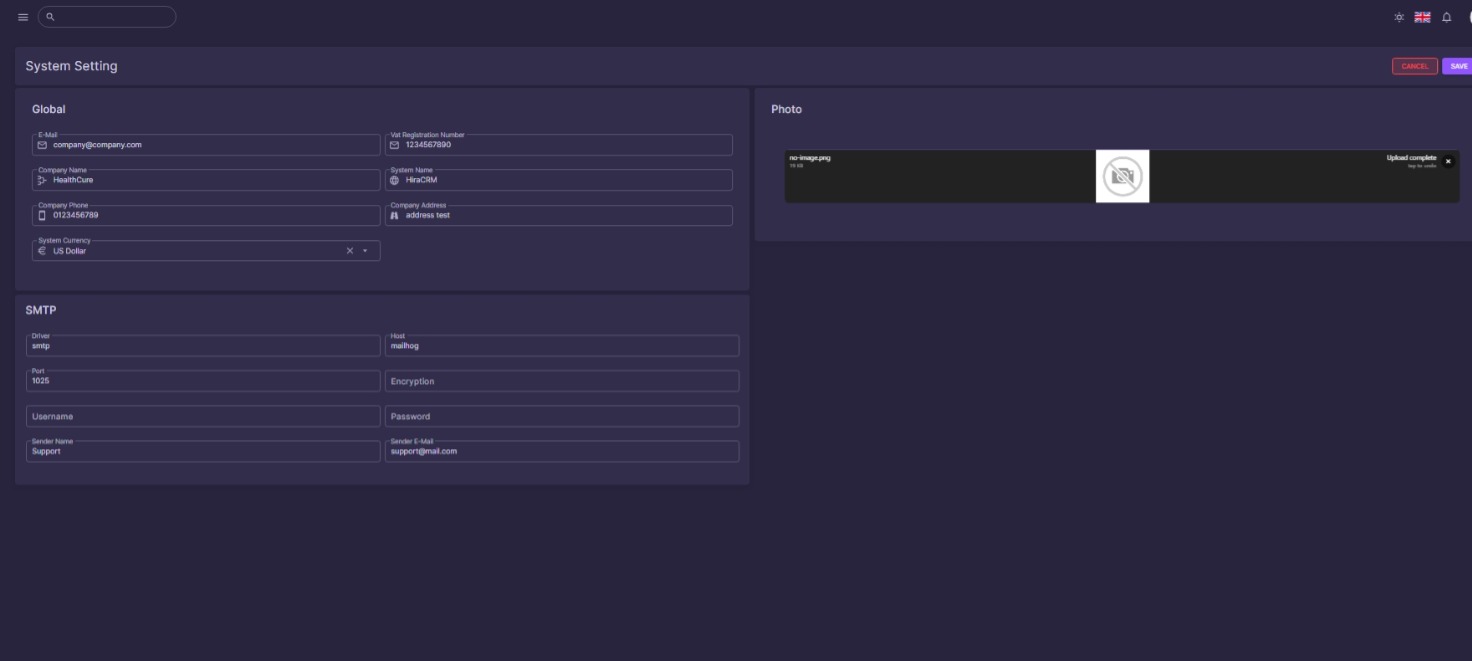 System Setting
CANCEL
SAVE
Global
E-Mail
company@company.com
Vat Registration Number
1234567890
Company Name
HealthCure
System Name
HiraCRM
Company Phone
0123456789
Company Address
address test
System Currency
US Dollar
SMTP
Driver
smtp
Host
mailhog
Port
1025
Encryption
Username
Password
Sender Name
Support
Sender E-Mail
support@mail.com
Photo
no-image.png
Upload complete
tap to undo